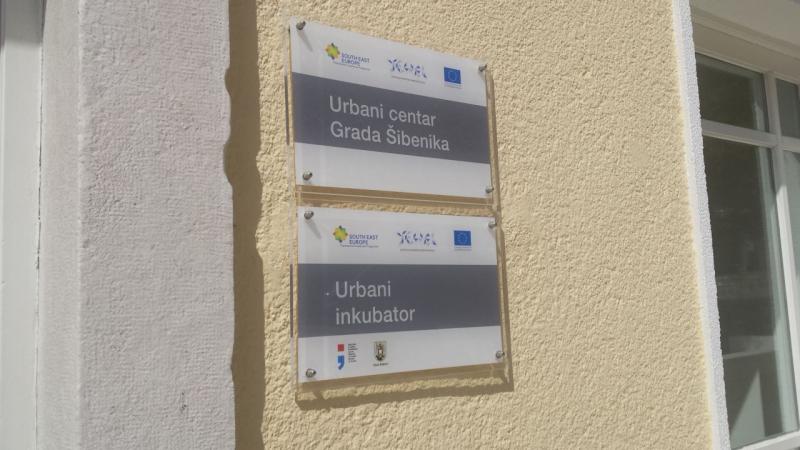 SOUTH EAST
EUROPE
Urbani centar
Grada Šibenika
SOUTH EAST
EUROPE
Urbani
inkubator